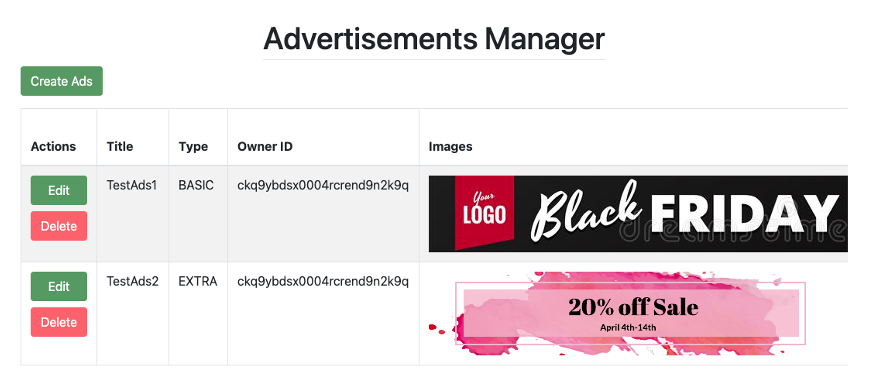 Advertisements Manager
Create Ads
Actions Title Type Owner ID Images
Edit TestAds1 BASIC ckq9ybdsx0004rcrend9n2k9q
Delete
Your
LOGO
Black FRIDAY
dreamstime
Edit TestAds2 EXTRA ckq9ybdsx0004rcrend9n2k9q
Delete
20% off Sale
April 4th-14th